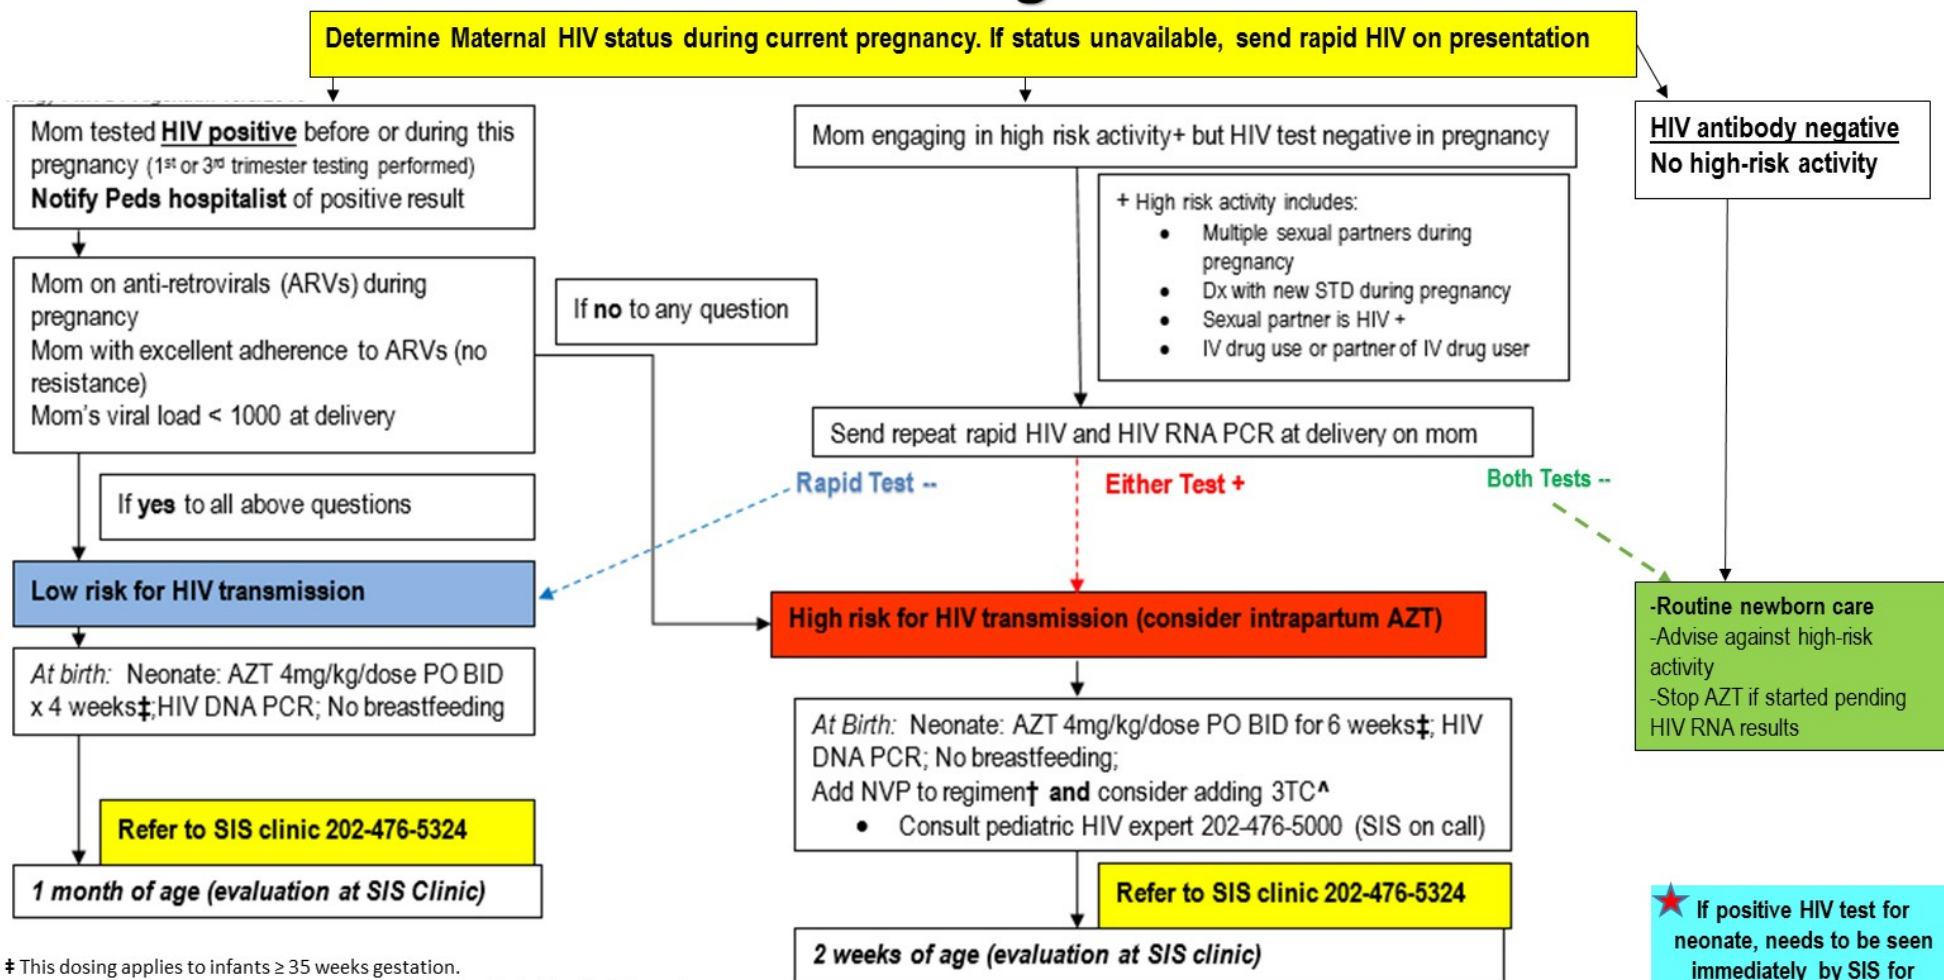 Determine Maternal HIV status during current pregnancy. If status unavailable, send rapid HIV on presentation
Mom tested HIV positive before or during this
pregnancy (1st or 3rd trimester testing performed)
Notify Peds hospitalist of positive result
Mom engaging in high risk activity+ but HIV test negative in pregnancy
HIV antibody negative
No high-risk activity
+ High risk activity includes:
• Multiple sexual partners during
pregnancy
• Dx with new STD during pregnancy
• Sexual partner is HIV +
• IV drug use or partner of IV drug user
Mom on anti-retrovirals (ARVs) during
pregnancy
Mom with excellent adherence to ARVs (no
resistance)
Mom's viral load < 1000 at delivery
If no to any question
Send repeat rapid HIV and HIV RNA PCR at delivery on mom
If yes to all above questions
Rapid Test --
Either Test +
Both Tests --
Low risk for HIV transmission
High risk for HIV transmission (consider intrapartum AZT)
-Routine newborn care
-Advise against high-risk
activity
-Stop AZT if started pending
HIV RNA results
At birth: Neonate: AZT 4mg/kg/dose PO BID
x 4 weeks‡;HIV DNA PCR; No breastfeeding
At Birth: Neonate: AZT 4mg/kg/dose PO BID for 6 weeks‡; HIV
DNA PCR; No breastfeeding;
Add NVP to regimen† and consider adding 3TC^
• Consult pediatric HIV expert 202-476-5000 (SIS on call)
Refer to SIS clinic 202-476-5324
1 month of age (evaluation at SIS Clinic)
Refer to SIS clinic 202-476-5324
2 weeks of age (evaluation at SIS clinic)
If positive HIV test for
neonate, needs to be seen
immediately by SIS for
‡ This dosing applies to infants ≥ 35 weeks gestation.